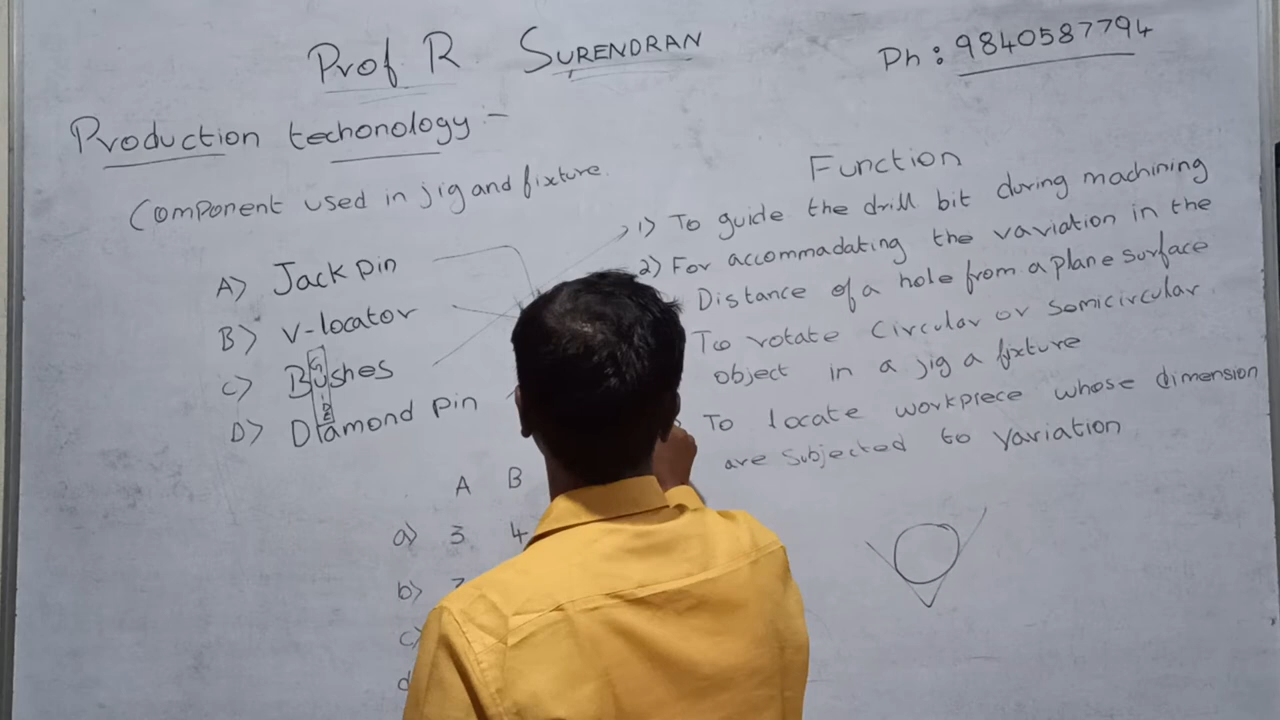 Prof R SURENDRAN
Ph: 9840587794
Production techonology :-
Component used in jig and fixture.
Function
A) Jack pin
B) V-locator
C) Bushes
D) Diamond pin
1) To guide the drill bit during machining
2) For accommadating the variation in the
Distance of a hole from a plane surface
To rotate Circular or Somicircular
object in a jig a fixture
To locate workpiece whose dimension
are subjected to variation
A B
a) 3 4
b)
c)
d